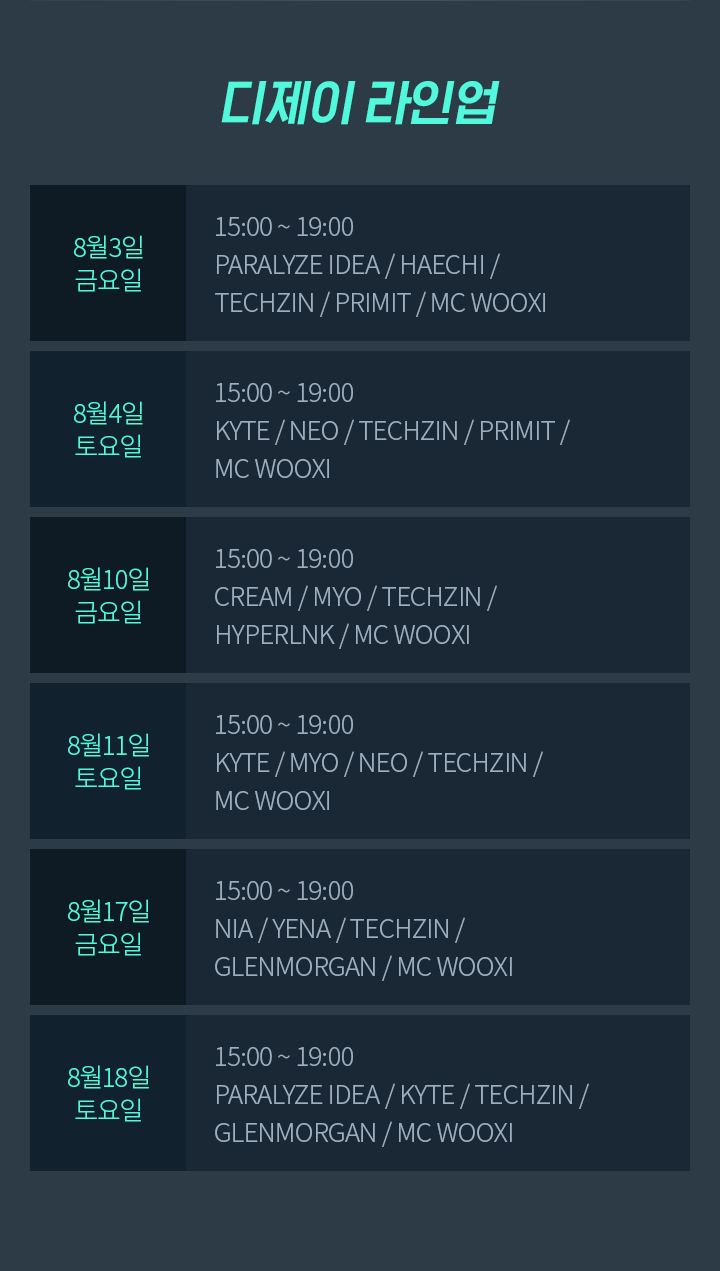 디제이 라인업
8월3일
금요일
15:00 ~ 19:00
PARALYZE IDEA / HAECHI /
TECHZIN / PRIMIT / MC WOOXI
8월4일
토요일
15:00 ~ 19:00
KYTE / NEO / TECHZIN / PRIMIT /
MC WOOXI
8월10일
금요일
15:00 ~ 19:00
CREAM / MYO / TECHZIN /
HYPERLNK / MC WOOXI
8월11일
토요일
15:00 ~ 19:00
KYTE / MYO / NEO / TECHZIN /
MC WOOXI
8월17일
금요일
15:00 ~ 19:00
NIA / YENA / TECHZIN /
GLENMORGAN / MC WOOXI
8월18일
토요일
15:00 ~ 19:00
PARALYZE IDEA / KYTE / TECHZIN /
GLENMORGAN / MC WOOXI